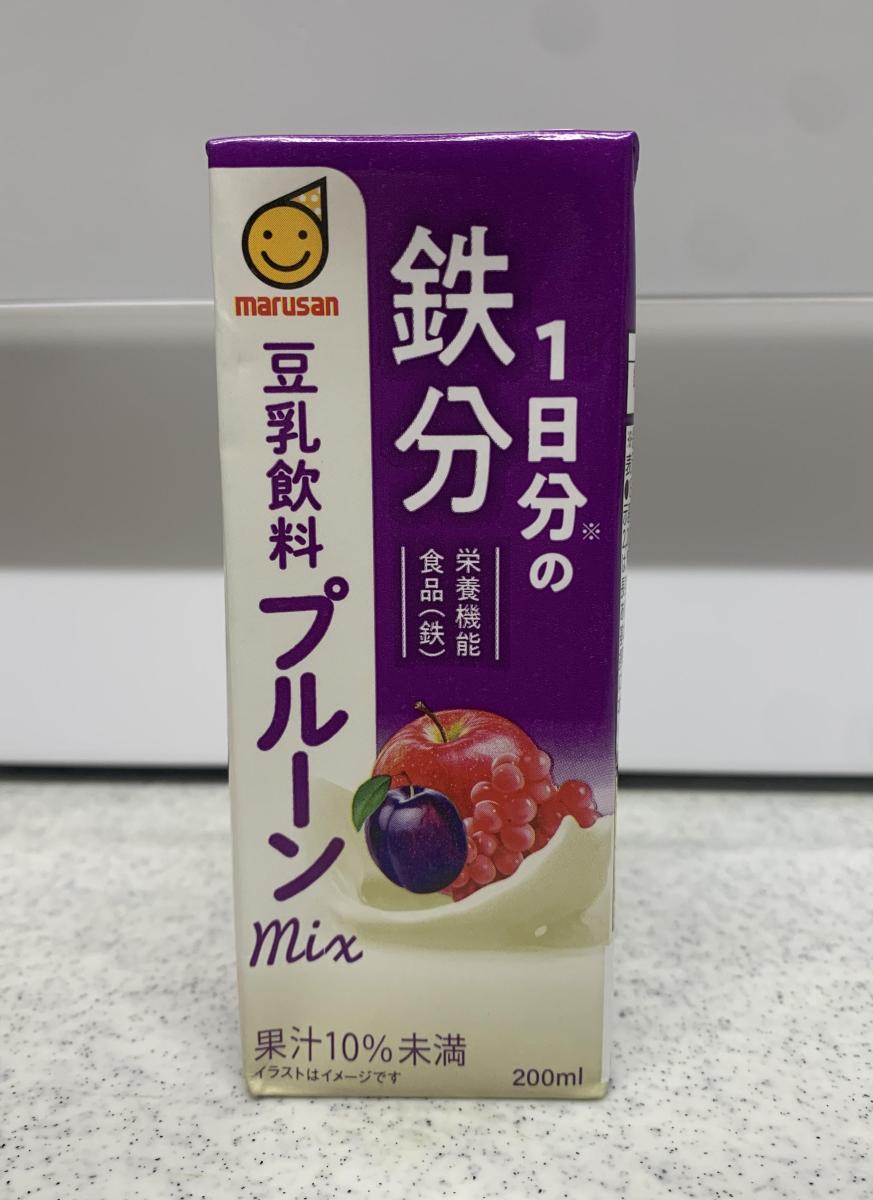 marusan
1日分の※
鉄分
栄養機能
食品(鉄)
豆乳飲料
プルーン
mix
果汁10%未満
イラストはイメージです
200ml